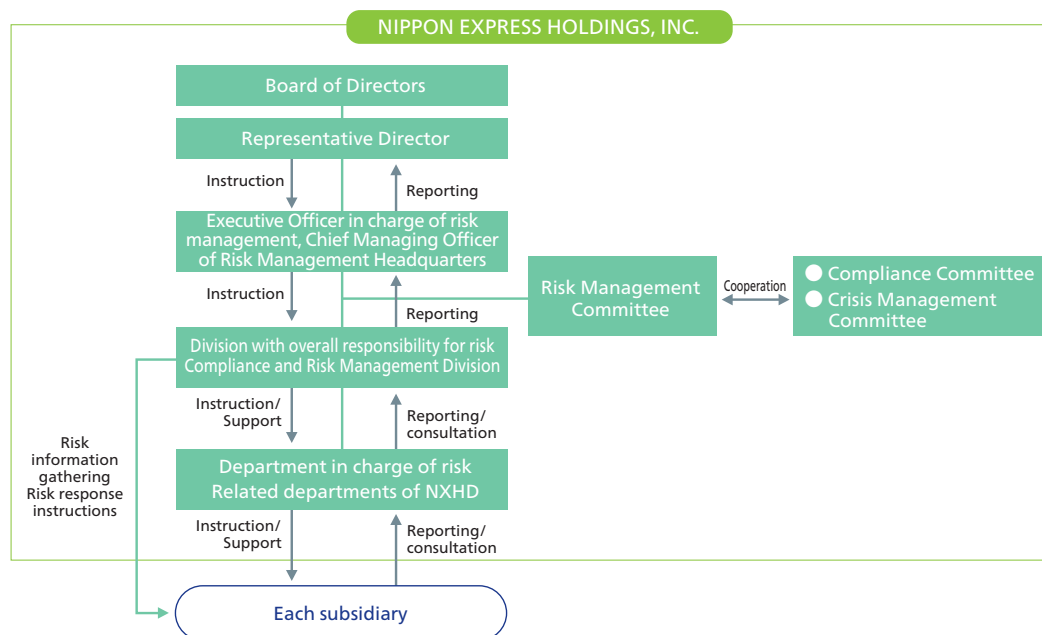 NIPPON EXPRESS HOLDINGS, INC.
Board of Directors
Representative Director
Instruction
Reporting
Executive Officer in charge of risk
management, Chief Managing Officer
of Risk Management Headquarters
Instruction
Reporting
Risk Management
Committee
Cooperation
Compliance Committee
Crisis Management
Committee
Division with overall responsibility for risk
Compliance and Risk Management Division
Instruction/
Support
Reporting/
consultation
Risk
information
gathering
Risk response
instructions
Department in charge of risk
Related departments of NXHD
Instruction/
Support
Reporting/
consultation
Each subsidiary